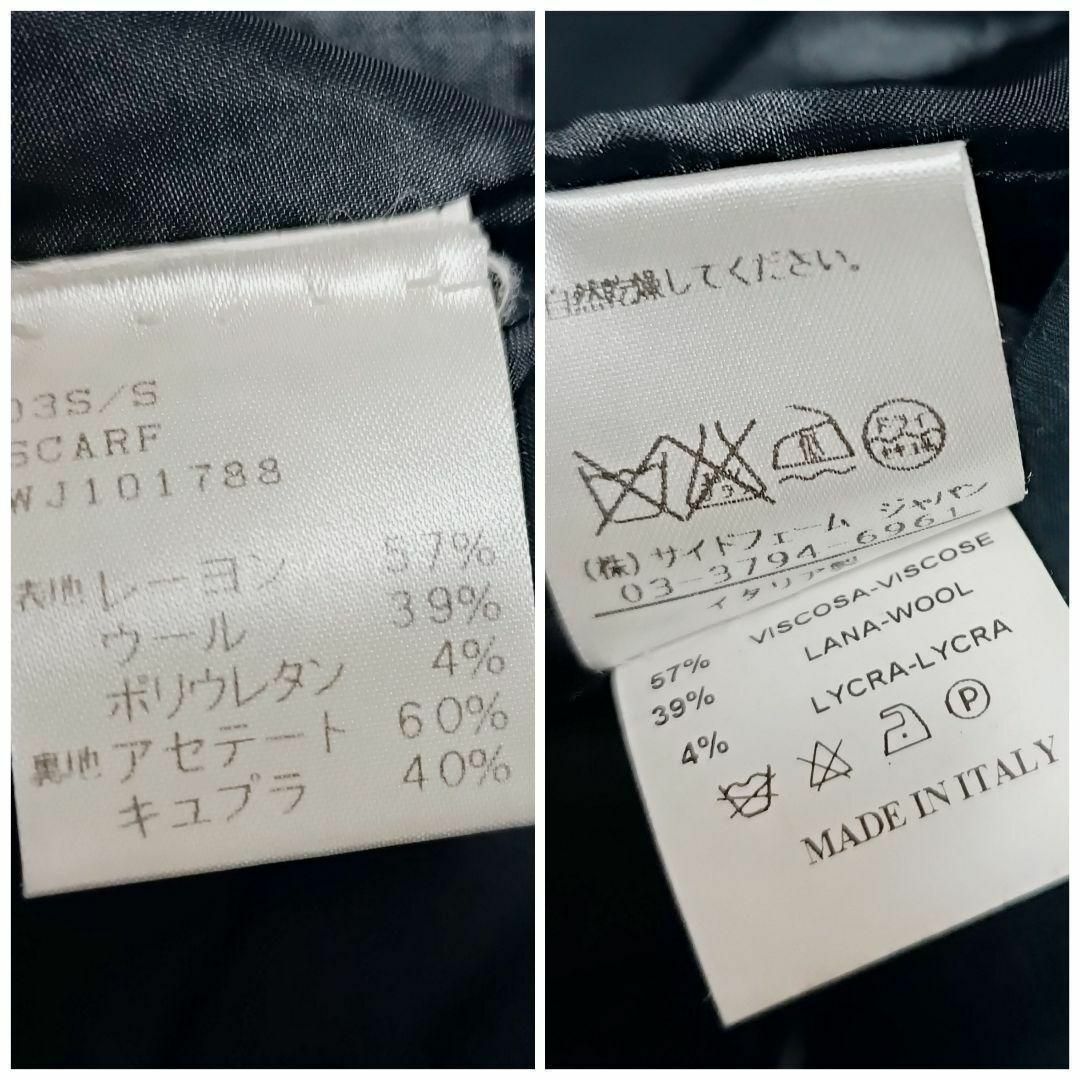 03S/S
SCARF
WJ101788
表地 レーヨン 57%
ウール 39%
ポリウレタン 4%
裏地 アセテート 60%
キュプラ 40%
自然乾燥してください。
ドライ
(株) サイドフェーム ジャパン
03-3794-6961
イタリア製
57% VISCOSA-VISCOSE
39% LANA-WOOL
4% LYCRA-LYCRA
P
MADE IN ITALY